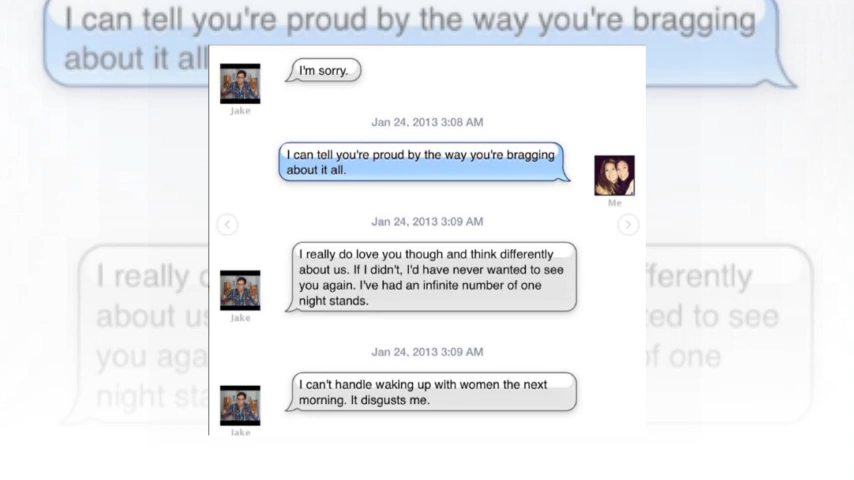 I can tell you're proud by the way you're bragging
about it all
I'm sorry.
Jake
Jan 24, 2013 3:08 AM
I can tell you're proud by the way you're bragging
about it all.
Me
Jan 24, 2013 3:09 AM
I really do love you though and think differently
about us. If I didn't, I'd have never wanted to see
you again. I've had an infinite number of one
night stands.
Jake
Jan 24, 2013 3:09 AM
I can't handle waking up with women the next
morning. It disgusts me.
Jake
I really
ferently
about us
ed to see
you aga
of one
night sta